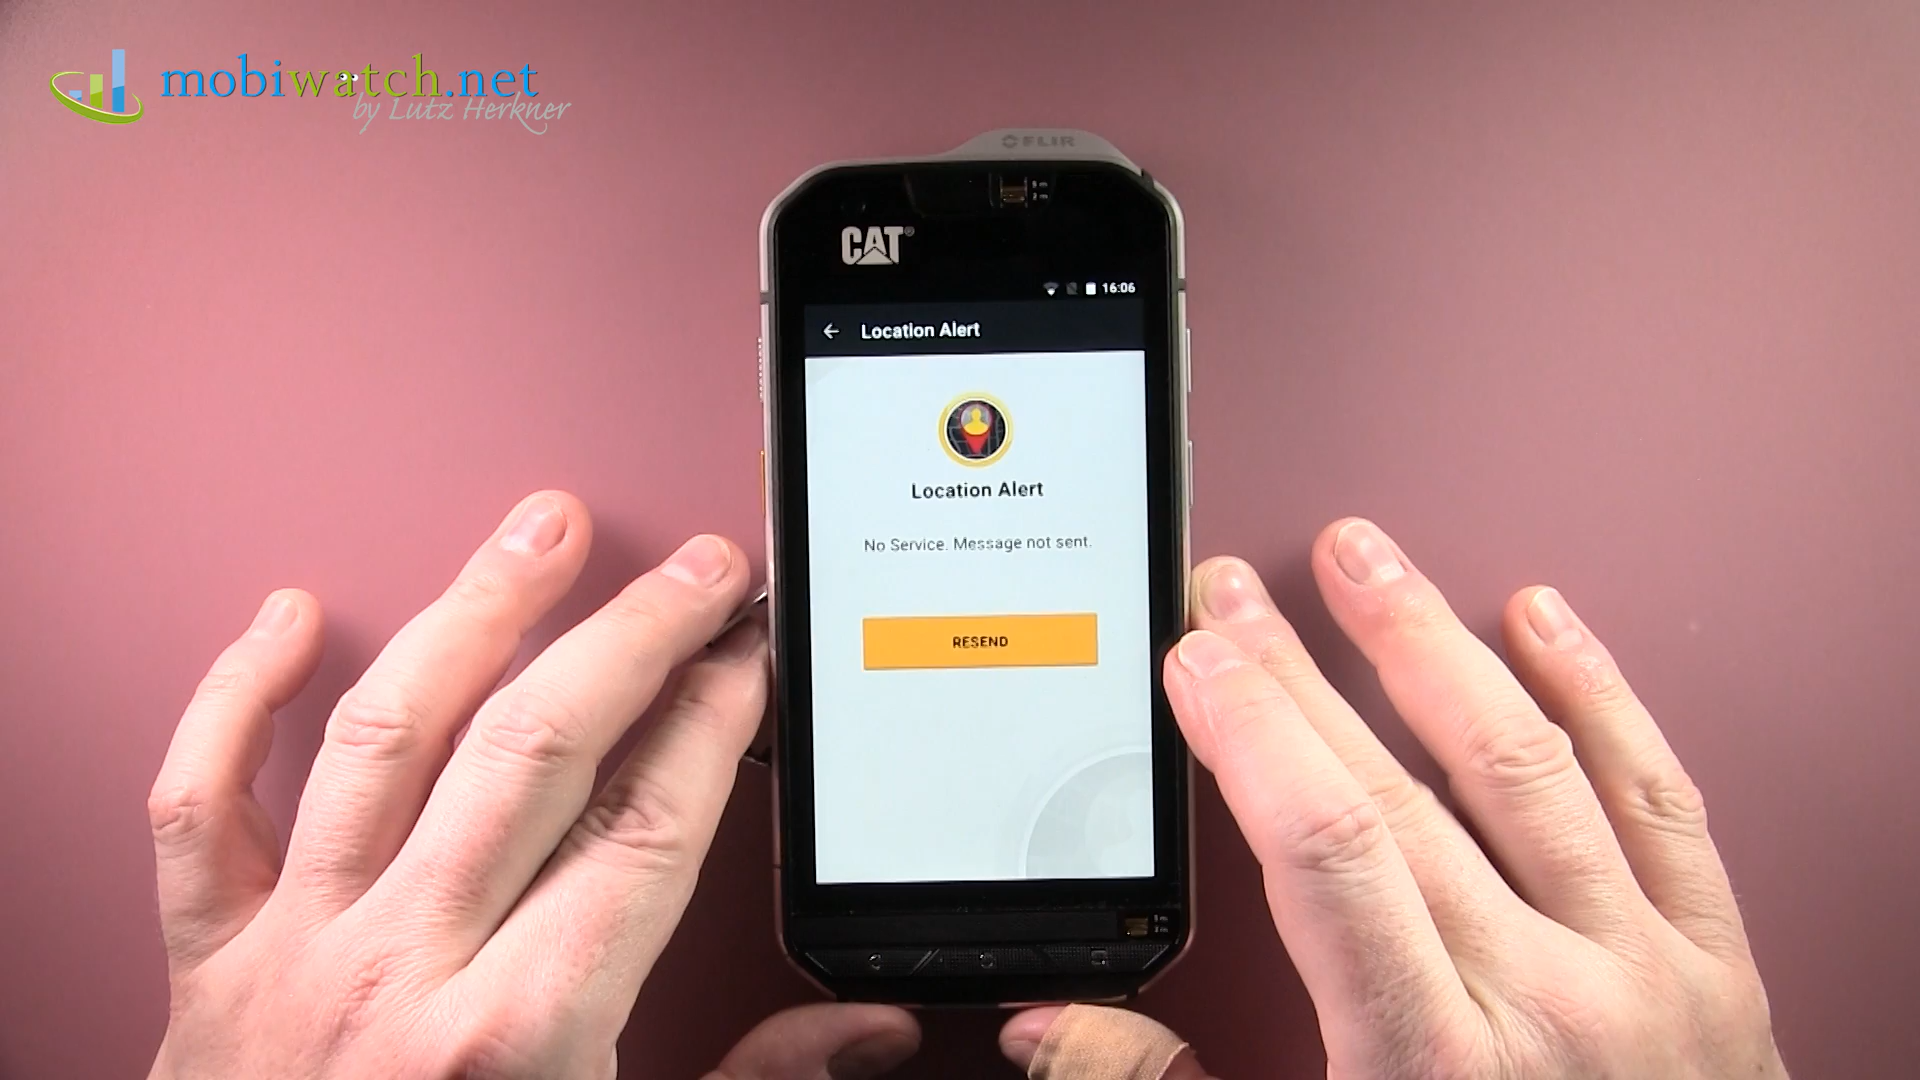 mobiwatch.net
by Lutz Herkner
FLIR
CAT®
16:06
Location Alert
Location Alert
No Service. Message not sent.
RESEND